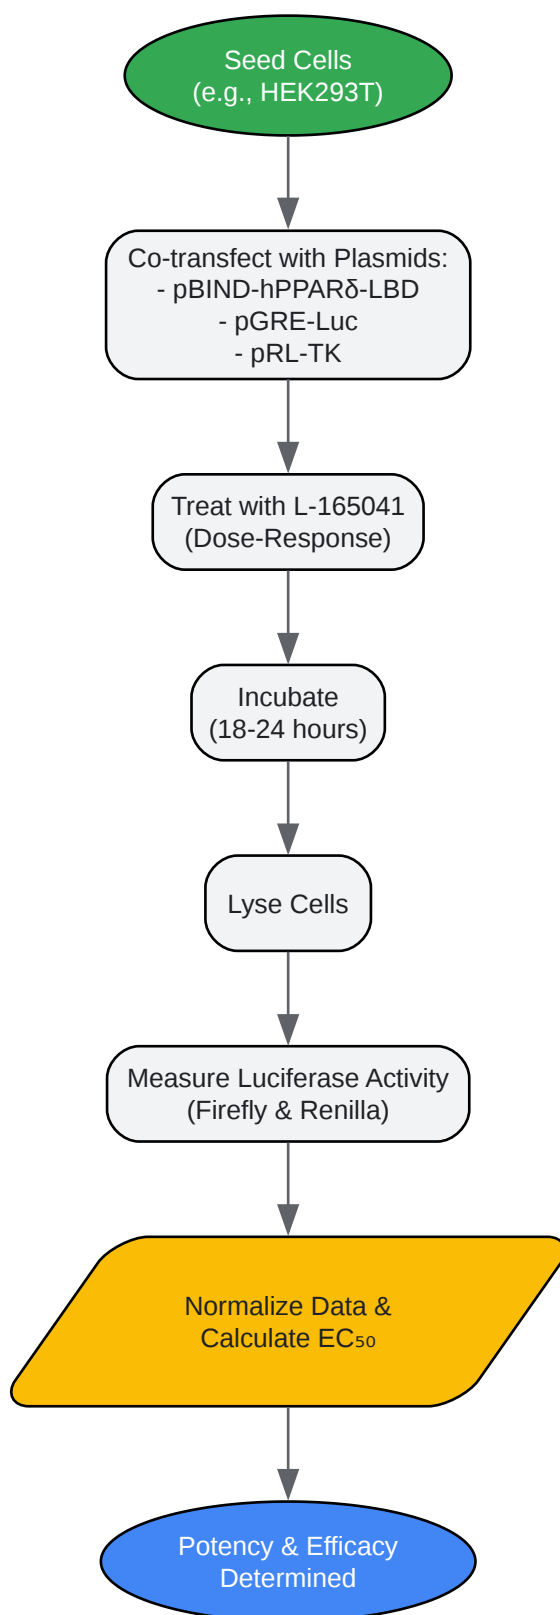 Seed Cells
(e.g., HEK293T)
Co-transfect with Plasmids:
- pBIND-hPPARδ-LBD
- pGRE-Luc
- pRL-TK
Treat with L-165041
(Dose-Response)
Incubate
(18-24 hours)
Lyse Cells
Measure Luciferase Activity
(Firefly & Renilla)
Normalize Data &
Calculate EC₅₀
Potency & Efficacy
Determined